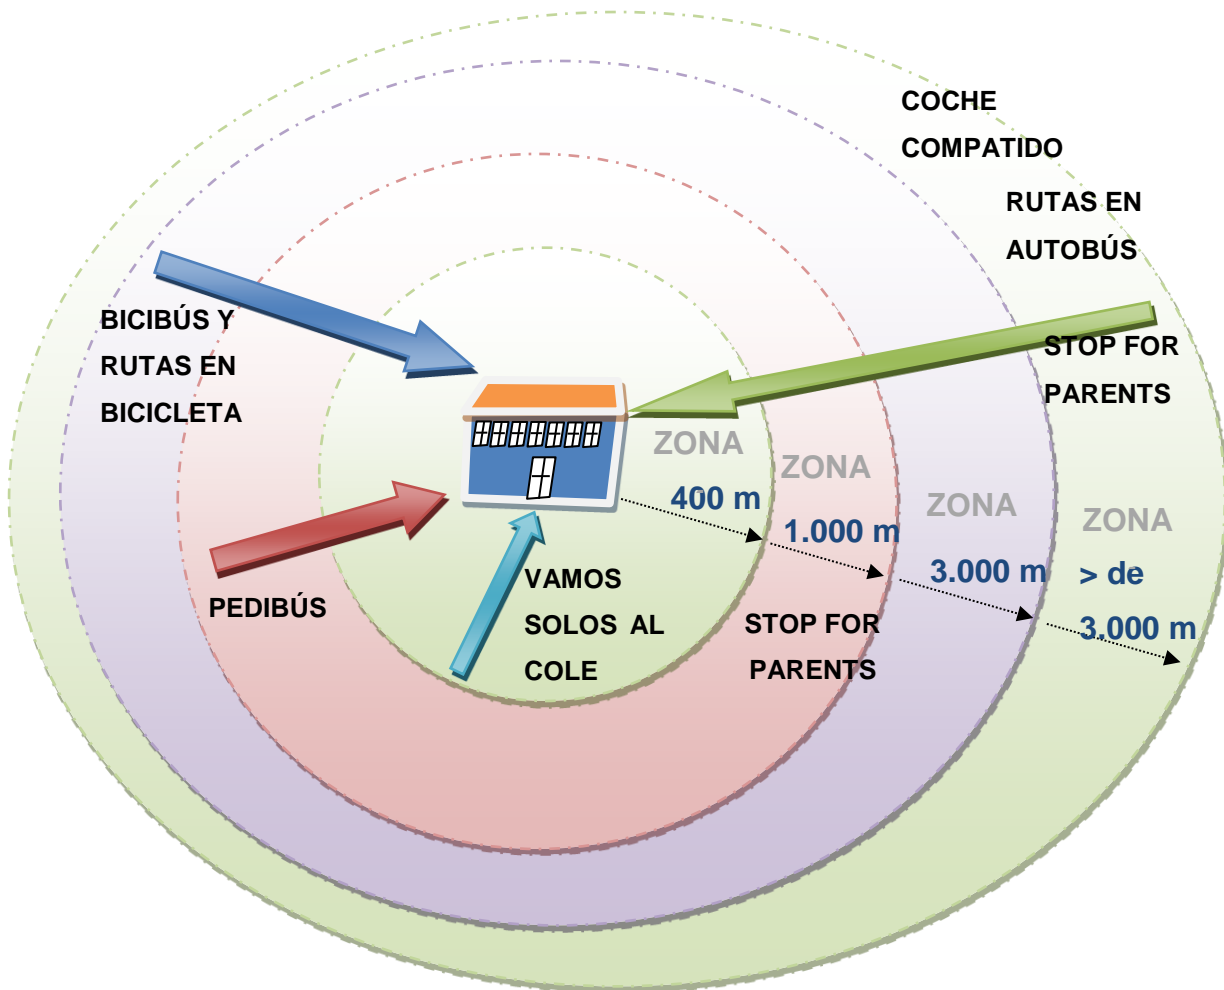 COCHE
COMPATIDO
RUTAS EN
AUTOBÚS
BICIBÚS Y
RUTAS EN
BICICLETA
STOP FOR
PARENTS
ZONA
400 m
ZONA
1.000 m
ZONA
3.000 m
ZONA
> de
3.000 m
PEDIBÚS
VAMOS
SOLOS AL
COLE
STOP FOR
PARENTS